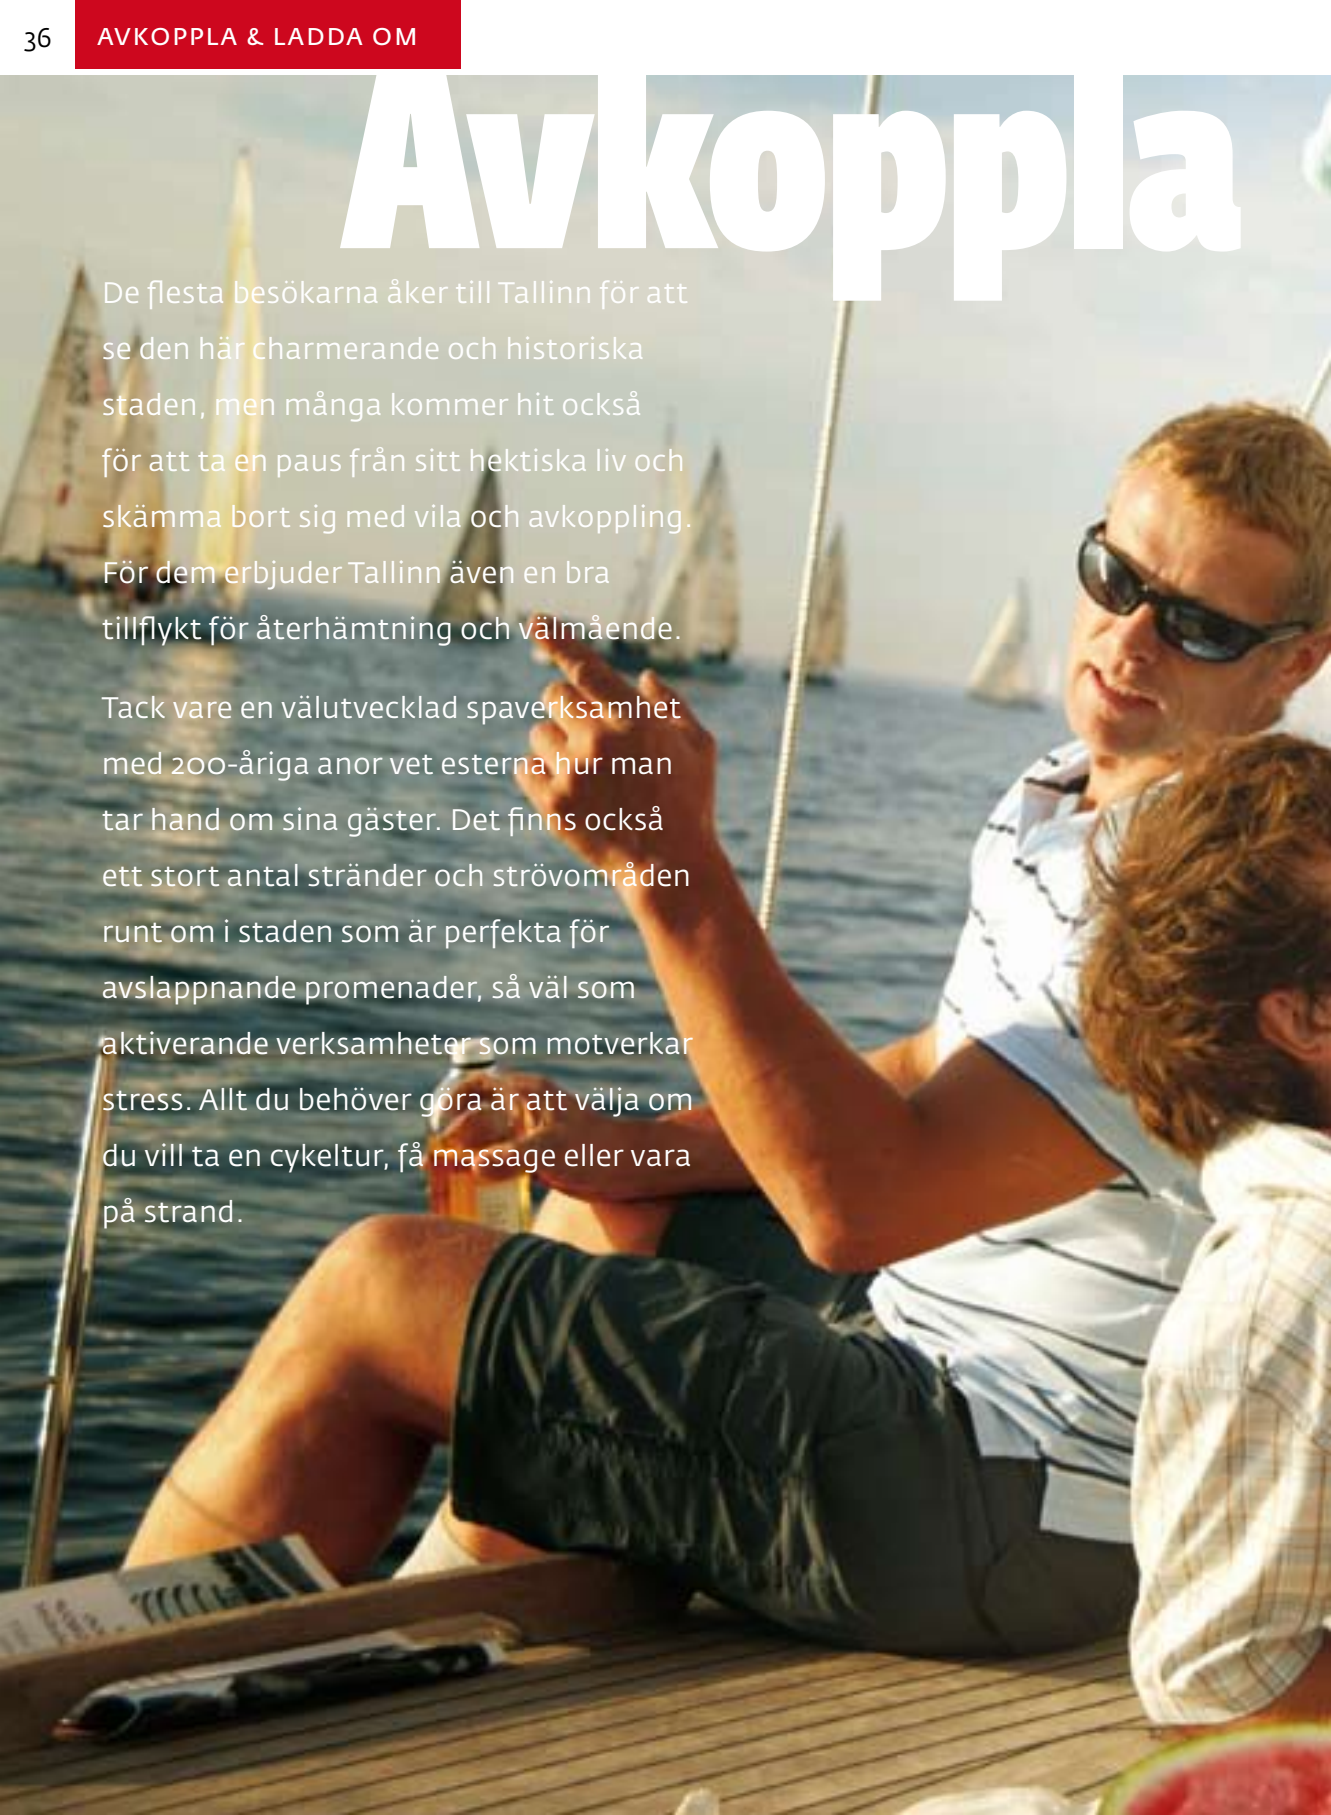 36
AVKOPPLA & LADDA OM
Avkoppla
De flesta besökarna åker till Tallinn för att
se den här charmerande och historiska
staden, men många kommer hit också
för att ta en paus från sitt hektiska liv och
skämma bort sig med vila och avkoppling.
För dem erbjuder Tallinn även en bra
tillflykt för återhämtning och välmående.
Tack vare en välutvecklad spaverksamhet
med 200-åriga anor vet esterna hur man
tar hand om sina gäster. Det finns också
ett stort antal stränder och strövområden
runt om i staden som är perfekta för
avslappnande promenader, så väl som
aktiverande verksamheter som motverkar
stress. Allt du behöver göra är att välja om
du vill ta en cykeltur, få massage eller vara
på strand.